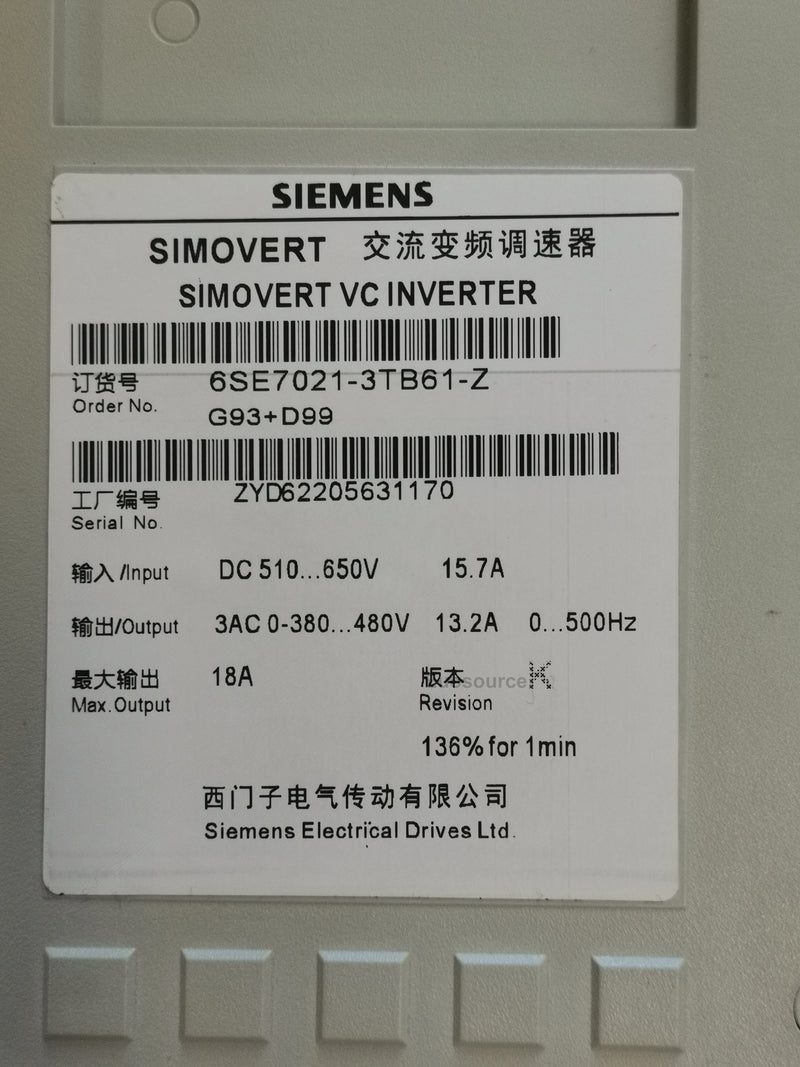 SIEMENS
SIMOVERT 交流变频调速器
SIMOVERT VC INVERTER
订货号 6SE7021-3TB61-Z
Order No.
G93+D99
工厂编号 ZYD62205631170
Serial No.
输入/Input DC 510...650V 15.7A
输出/Output 3AC 0-380...480V 13.2A 0...500Hz
最大输出 18A 版本 K
Max.Output Revision
136% for 1min
西门子电气传动有限公司
Siemens Electrical Drives Ltd.